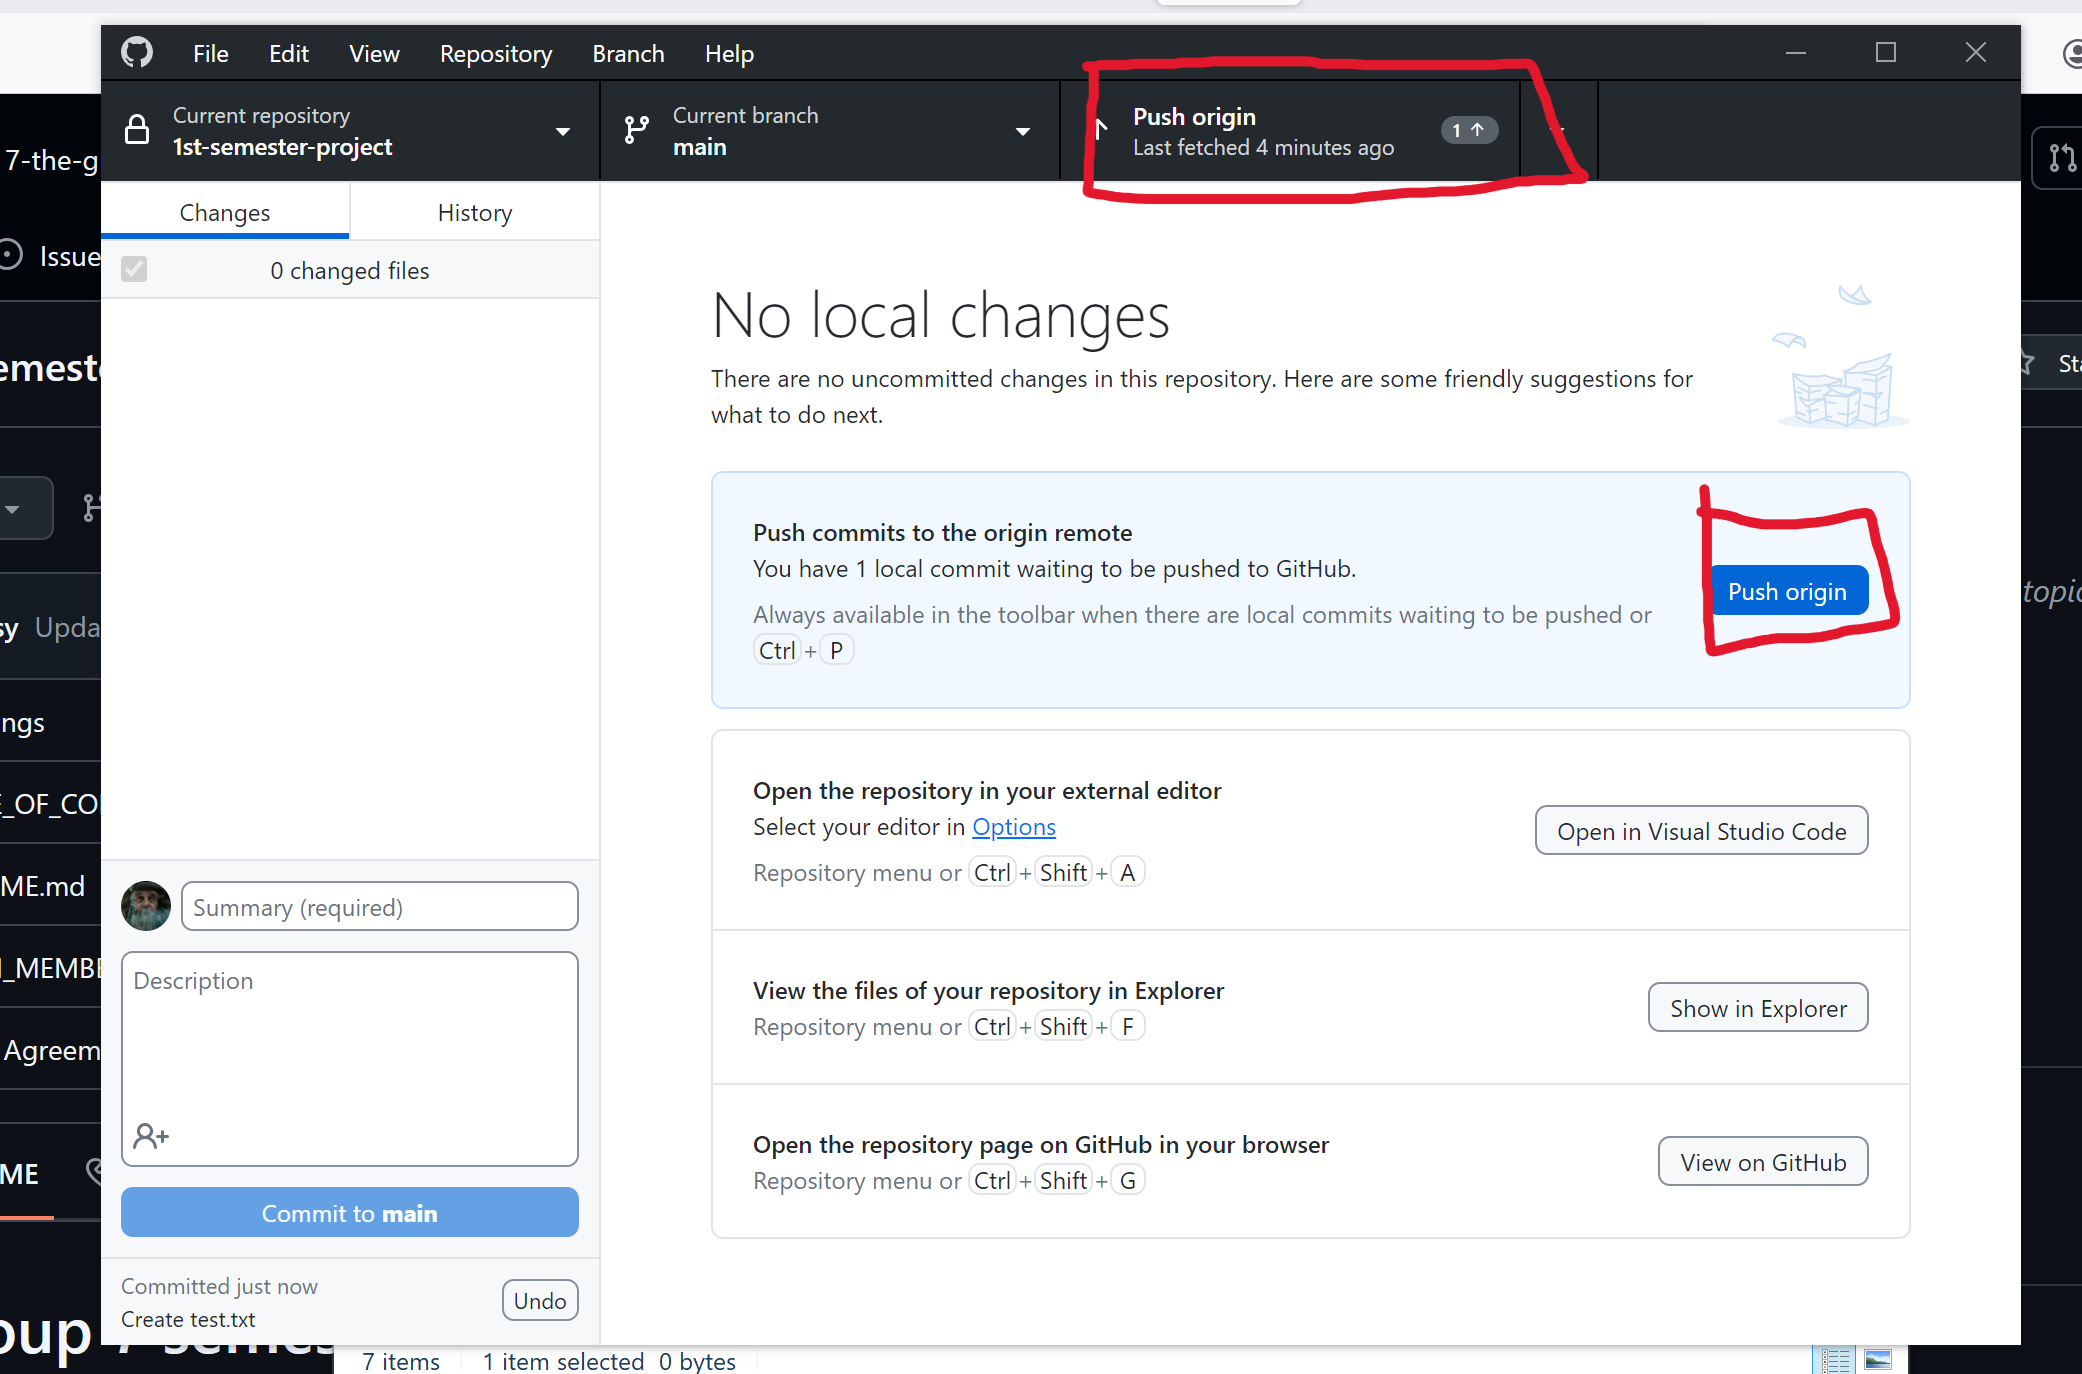 File Edit View Repository Branch Help
Current repository
1st-semester-project
Current branch
main
Push origin
Last fetched 4 minutes ago
1
7-the-g
Changes
History
Issue
0 changed files
No local changes
emest
There are no uncommitted changes in this repository. Here are some friendly suggestions for
what to do next.
Sta
Push commits to the origin remote
You have 1 local commit waiting to be pushed to GitHub.
Always available in the toolbar when there are local commits waiting to be pushed or
Ctrl + P
Push origin
topic
sy Upda
ngs
Open the repository in your external editor
Select your editor in Options
Repository menu or Ctrl + Shift + A
Open in Visual Studio Code
E_OF_CO
ME.md
Summary (required)
_MEMBE
Description
View the files of your repository in Explorer
Repository menu or Ctrl + Shift + F
Show in Explorer
Agreem
Open the repository page on GitHub in your browser
Repository menu or Ctrl + Shift + G
View on GitHub
ME
Commit to main
Committed just now
Create test.txt
Undo
oup 7 semes
7 items 1 item selected 0 bytes